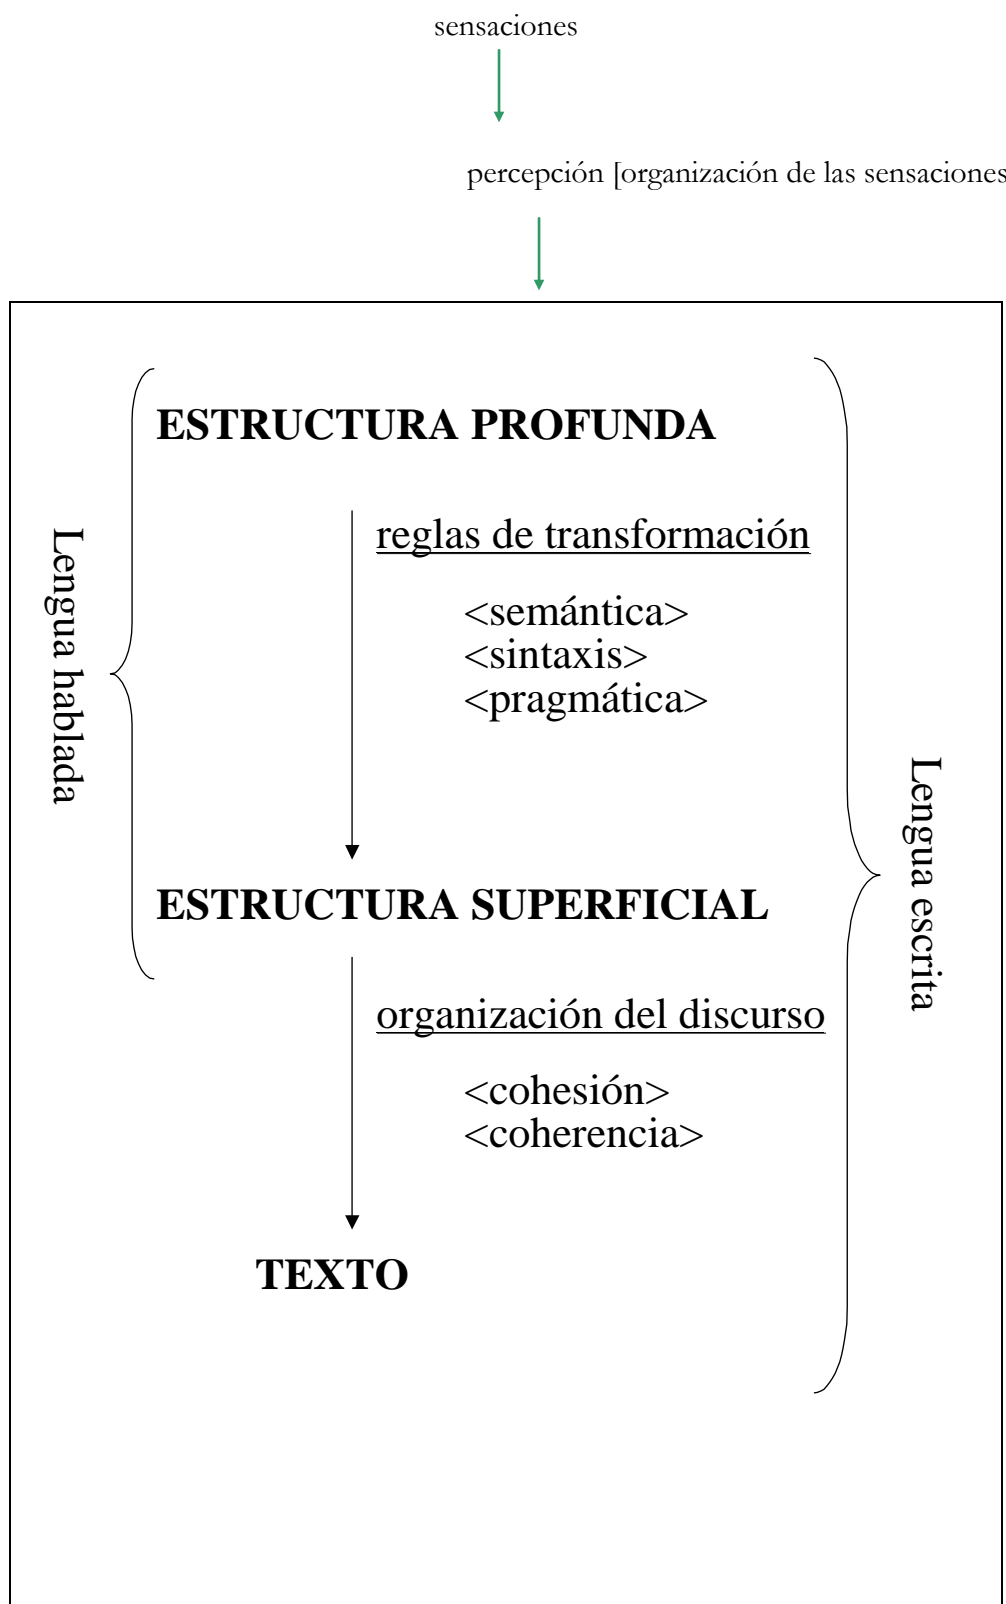 sensaciones
percepción [organización de las sensaciones
ESTRUCTURA PROFUNDA
reglas de transformación
<semántica>
<sintaxis>
<pragmática>
Lengua hablada
ESTRUCTURA SUPERFICIAL
Lengua escrita
organización del discurso
<cohesión>
<coherencia>
TEXTO